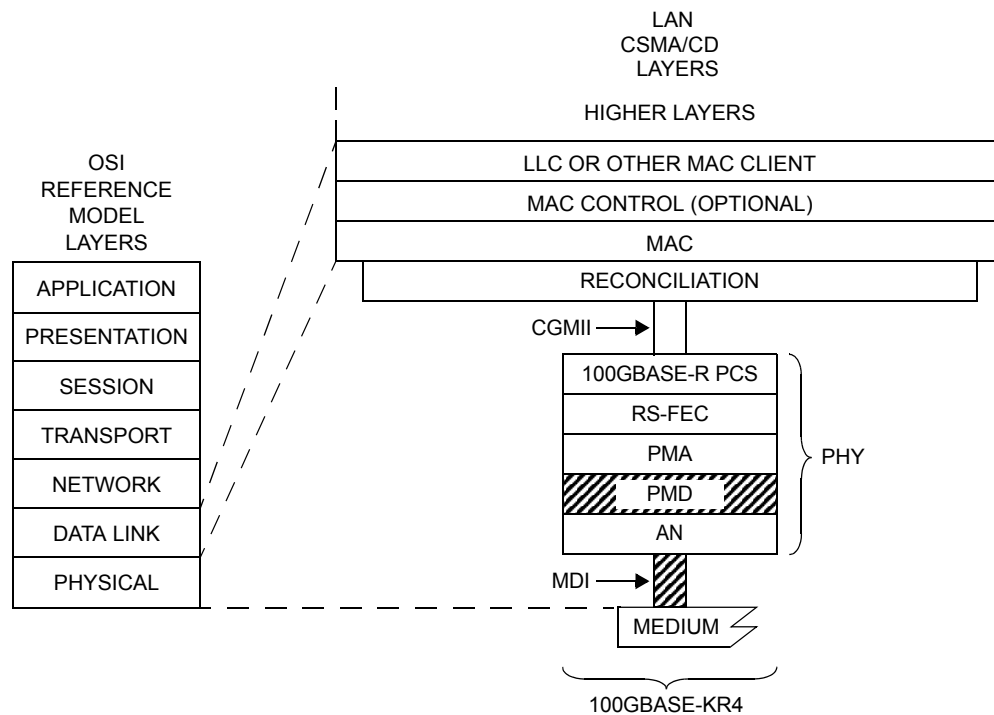 LAN
CSMA/CD
LAYERS
HIGHER LAYERS
OSI
REFERENCE
MODEL
LAYERS
LLC OR OTHER MAC CLIENT
MAC CONTROL (OPTIONAL)
MAC
RECONCILIATION
APPLICATION
PRESENTATION
SESSION
TRANSPORT
NETWORK
DATA LINK
PHYSICAL
CGMII
100GBASE-R PCS
RS-FEC
PMA
PMD
AN
PHY
MDI
MEDIUM
100GBASE-KR4